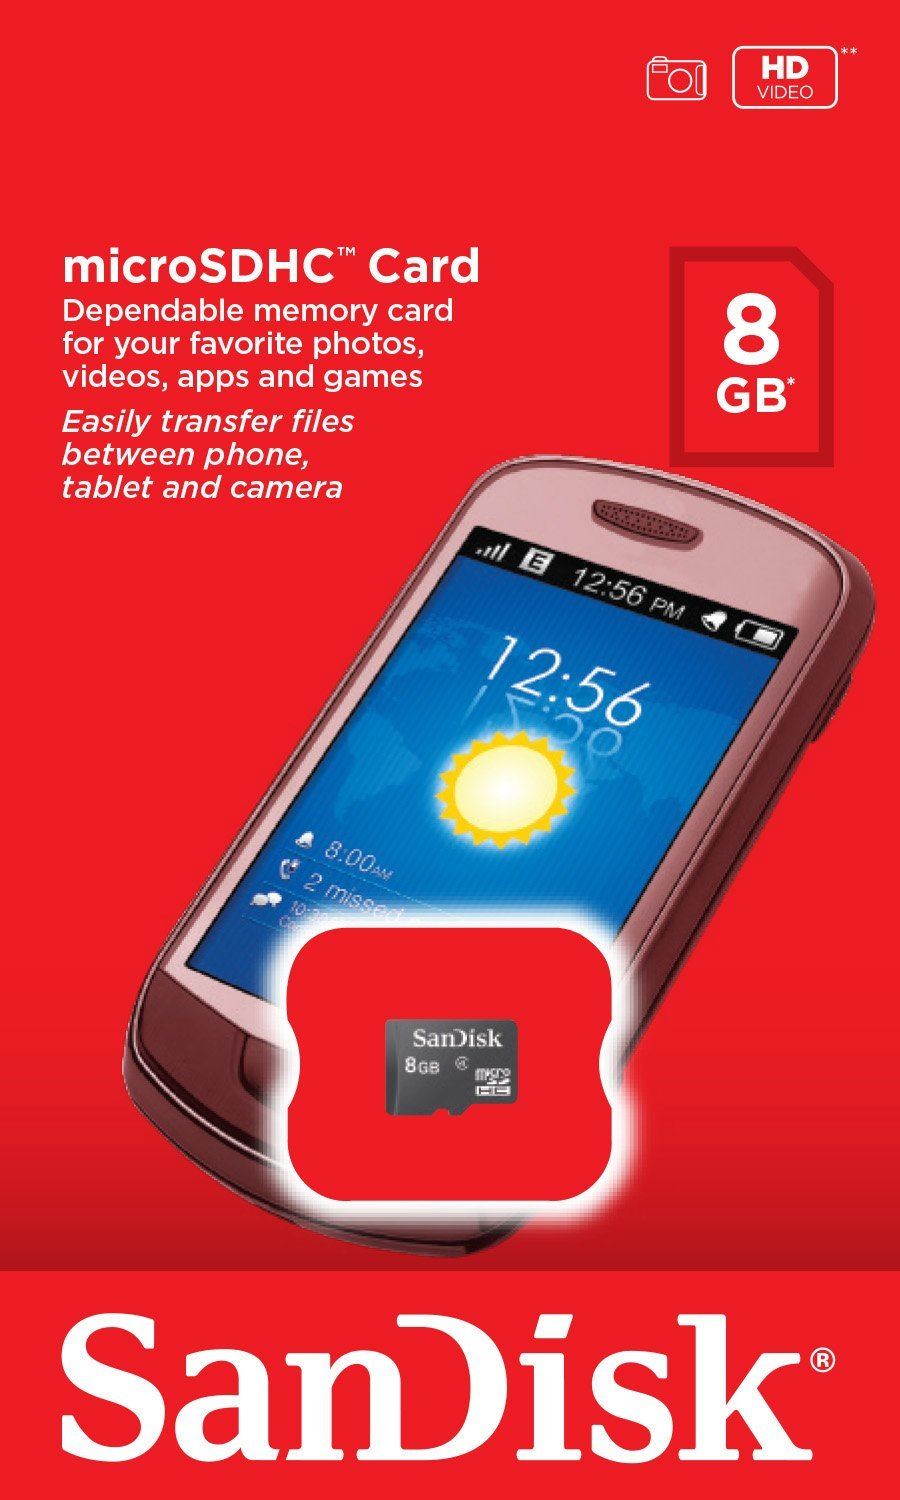 HD**
VIDEO
microSDHC™ Card
Dependable memory card
for your favorite photos,
videos, apps and games
Easily transfer files
between phone,
tablet and camera
8
GB*
E 12:56 PM
12:56
8:00AM
2 missed
SanDisk
8GB
micro
HC
SanDisk®